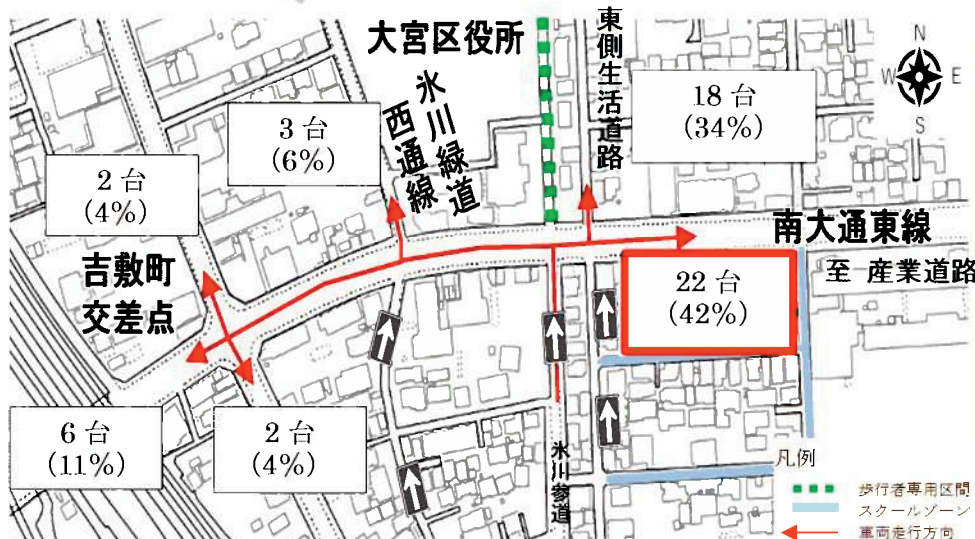 大宮区役所
氷川緑道
西通線
東側生活道路
N
W E
S
18 台
(34%)
3 台
(6%)
2 台
(4%)
吉敷町
交差点
南大通東線
至 産業道路
22 台
(42%)
6 台
(11%)
2 台
(4%)
氷川参道
凡例
歩行者専用区間
スクールゾーン
車両走行方向